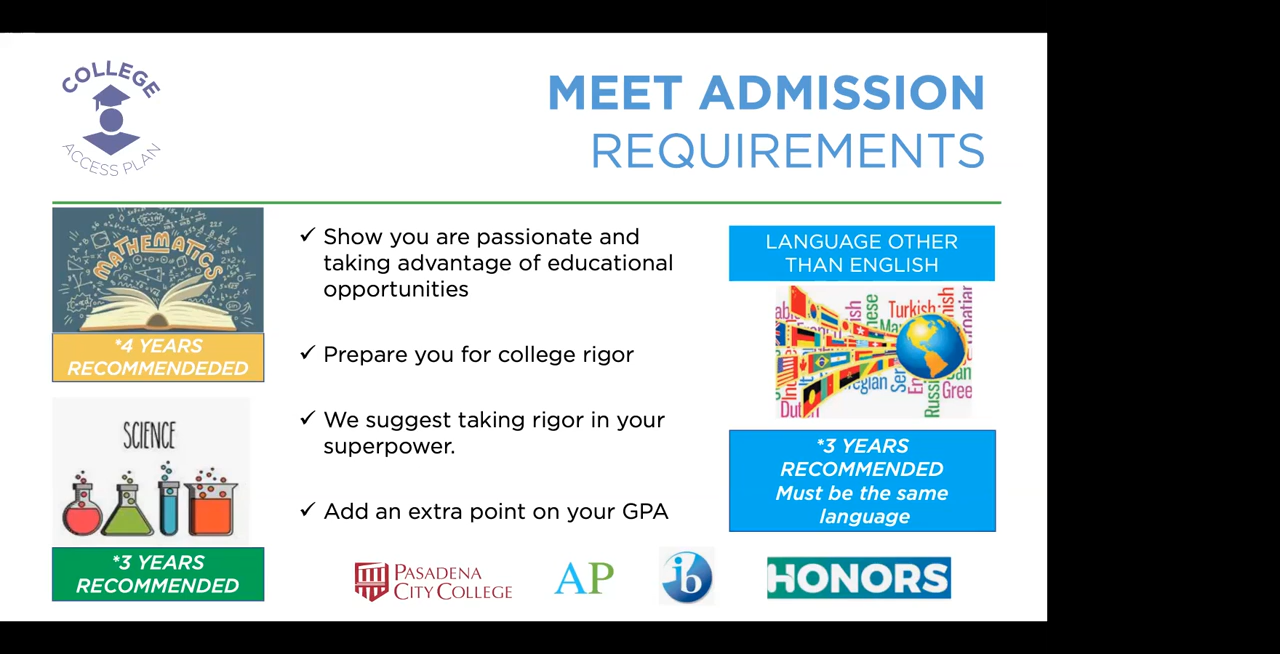 COLLEGE
ACCESS PLAN
MEET ADMISSION
REQUIREMENTS
MATHEMATICS
*4 YEARS
RECOMMENDEDED
SCIENCE
*3 YEARS
RECOMMENDED
✓ Show you are passionate and
taking advantage of educational
opportunities
✓ Prepare you for college rigor
✓ We suggest taking rigor in your
superpower.
✓ Add an extra point on your GPA
LANGUAGE OTHER
THAN ENGLISH
Turkish
*3 YEARS
RECOMMENDED
Must be the same
language
PASADENA
CITY COLLEGE
AP
ib
HONORS